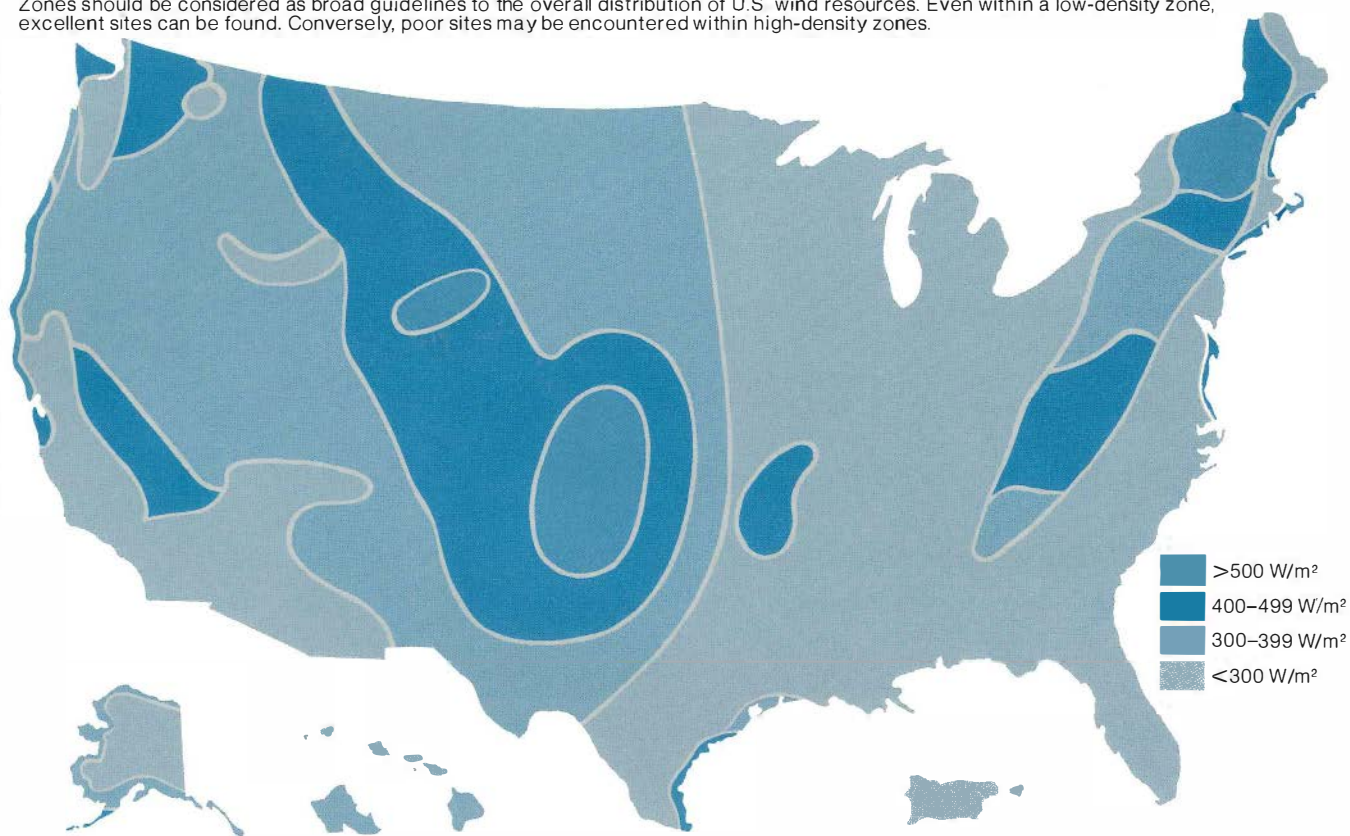 Zones should be considered as broad guidelines to the overall distribution of U.S. wind resources. Even within a low-density zone,
excellent sites can be found. Conversely, poor sites may be encountered within high-density zones.
>500 W/m²
400–499 W/m²
300–399 W/m²
<300 W/m²